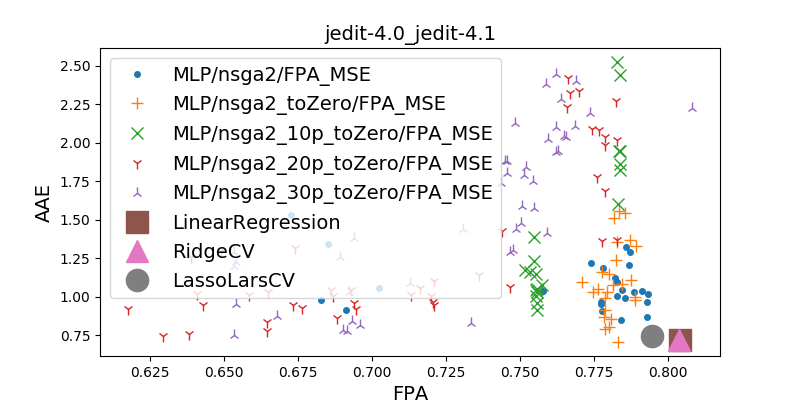 jedit-4.0_jedit-4.1
2.50
2.25
2.00
1.75
1.50
1.25
1.00
0.75
AAE
MLP/nsga2/FPA_MSE
MLP/nsga2_toZero/FPA_MSE
MLP/nsga2_10p_toZero/FPA_MSE
MLP/nsga2_20p_toZero/FPA_MSE
MLP/nsga2_30p_toZero/FPA_MSE
LinearRegression
RidgeCV
LassoLarsCV
0.625 0.650 0.675 0.700 0.725 0.750 0.775 0.800
FPA